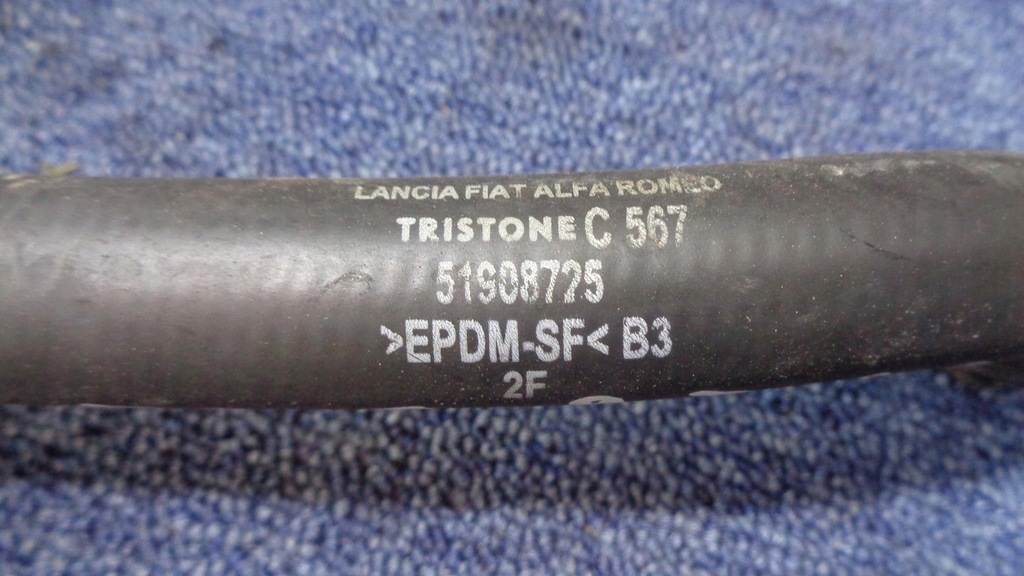 LANCIA FIAT ALFA ROMEO
TRISTONE C 567
51908725
>EPDM-SF< B3
2F